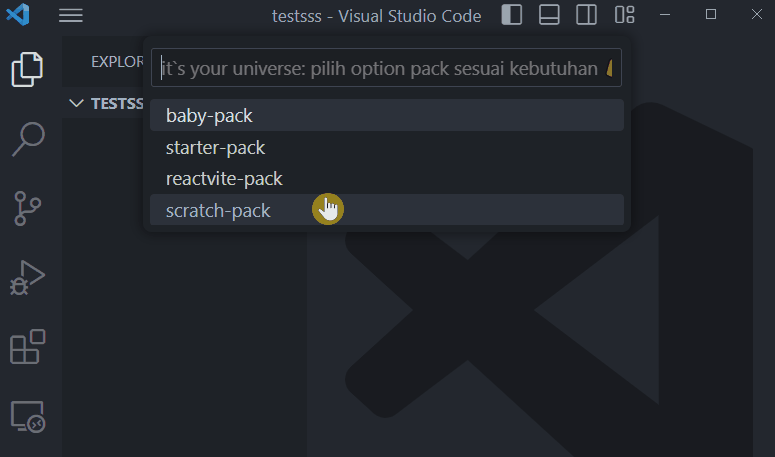 testsss - Visual Studio Code
EXPLOR
it`s your universe: pilih option pack sesuai kebutuhan
TESTSS
baby-pack
starter-pack
reactvite-pack
scratch-pack